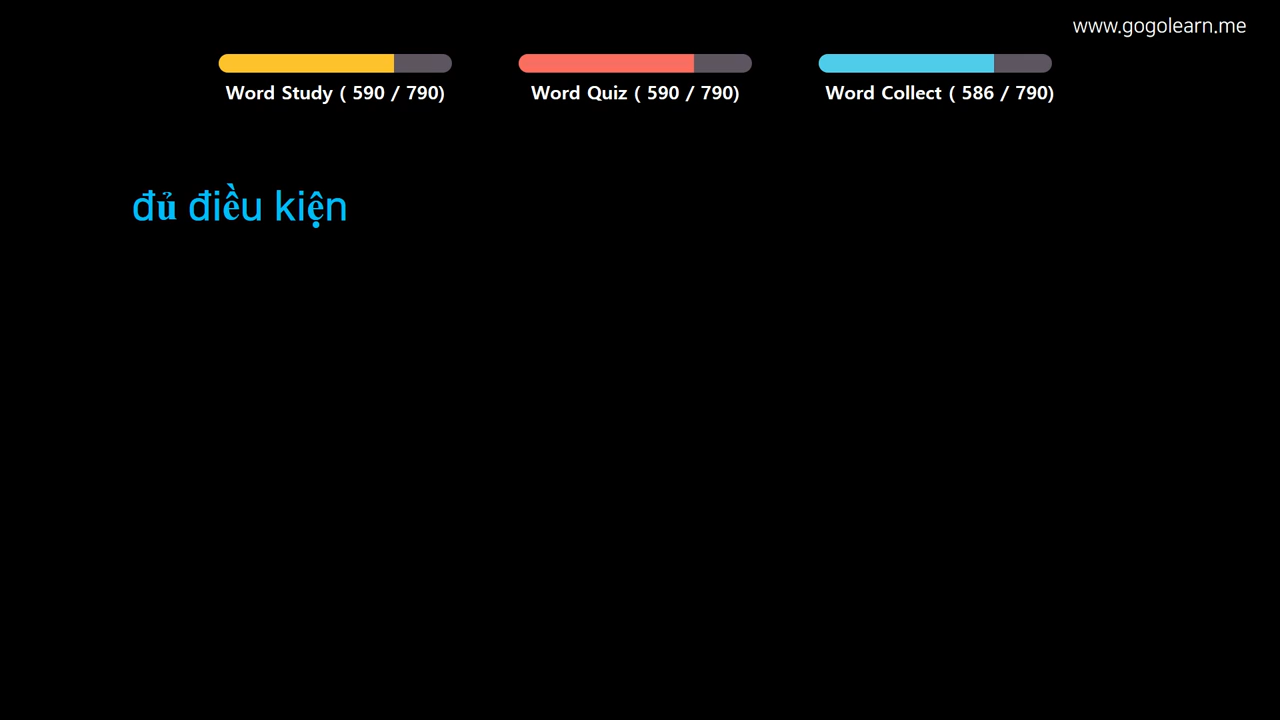 www.gogolearn.me
Word Study ( 590 / 790)
Word Quiz ( 590 / 790)
Word Collect ( 586 / 790)
đủ điều kiện